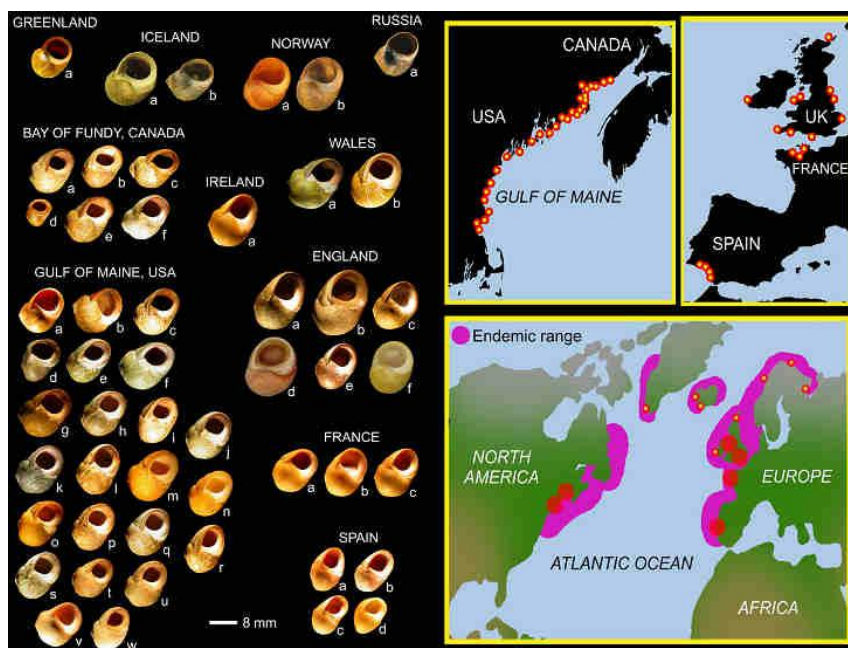 GREENLAND
a
ICELAND
a b
NORWAY
a b
RUSSIA
a
BAY OF FUNDY, CANADA
a b c
d e f
IRELAND
a
WALES
a b
GULF OF MAINE, USA
a b c
d e f
g h i j
k l m n
o p q r
s t u
v w
ENGLAND
a b c
d e f
FRANCE
a b c
SPAIN
a b
c d
8 mm
CANADA
USA
GULF OF MAINE
UK
FRANCE
SPAIN
Endemic range
NORTH
AMERICA
EUROPE
ATLANTIC OCEAN
AFRICA